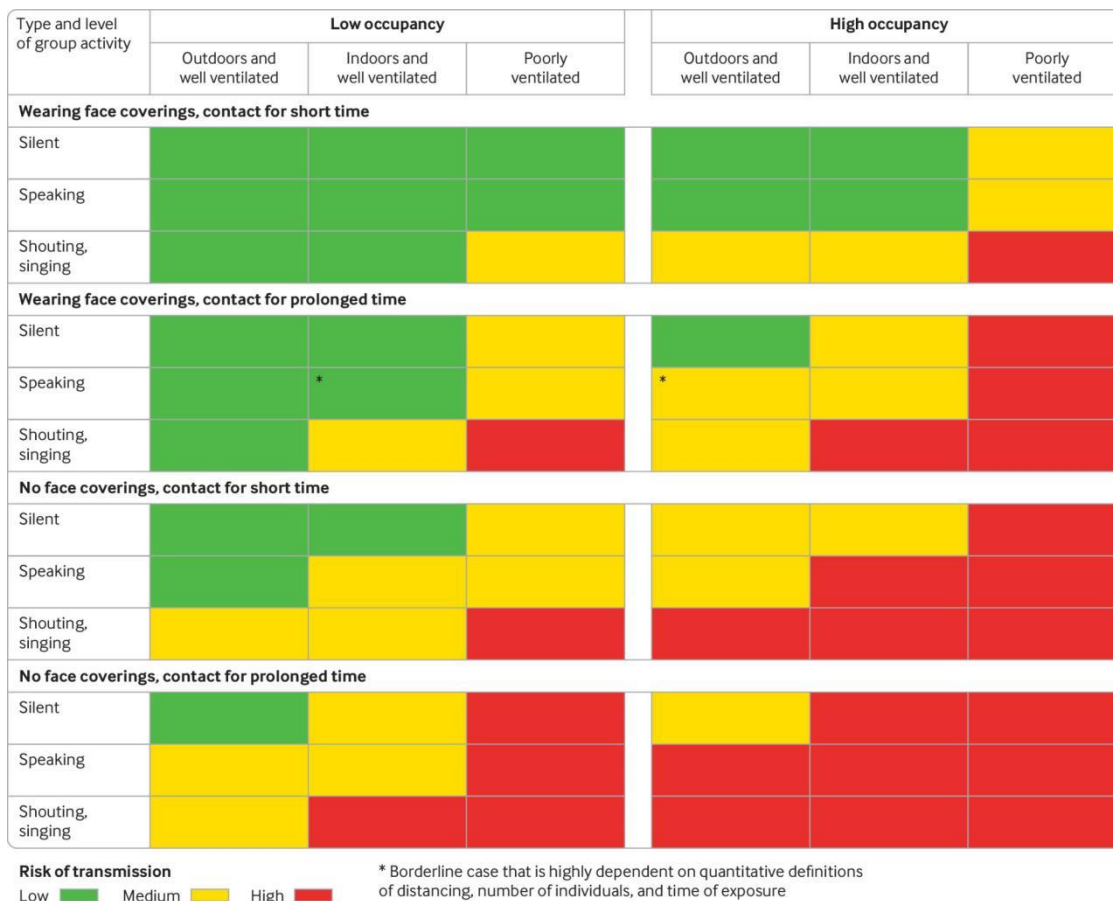 Type and level
of group activity
Low occupancy
High occupancy
Outdoors and
well ventilated
Indoors and
well ventilated
Poorly
ventilated
Outdoors and
well ventilated
Indoors and
well ventilated
Poorly
ventilated
Wearing face coverings, contact for short time
Silent
Speaking
Shouting,
singing
Wearing face coverings, contact for prolonged time
Silent
Speaking
*
*
Shouting,
singing
No face coverings, contact for short time
Silent
Speaking
Shouting,
singing
No face coverings, contact for prolonged time
Silent
Speaking
Shouting,
singing
Risk of transmission
Low Medium High
* Borderline case that is highly dependent on quantitative definitions
of distancing, number of individuals, and time of exposure